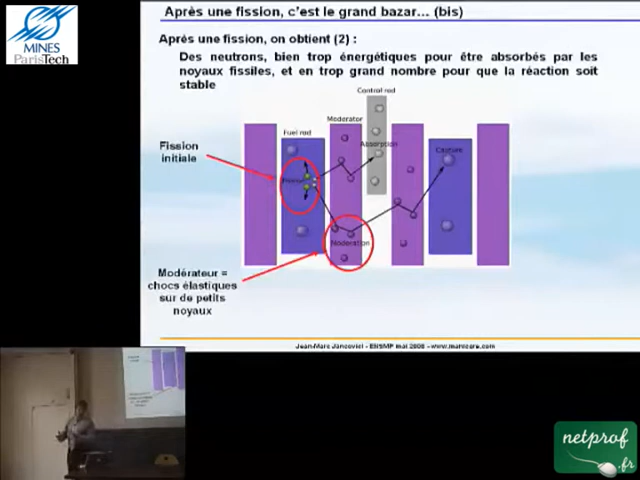 Après une fission, c'est le grand bazar… (bis)
MINES
ParisTech
Après une fission, on obtient (2) :
Des neutrons, bien trop énergétiques pour être absorbés par les
noyaux fissiles, et en trop grand nombre pour que la réaction soit
stable
Control rod
Moderator
Fuel rod
Absorption
Capture
Fission
initiale
Moderation
Modérateur =
chocs élastiques
sur de petits
noyaux
Jean-Marc Jancovici - ENSMP mai 2008 - www.manicore.com
netprof
.fr